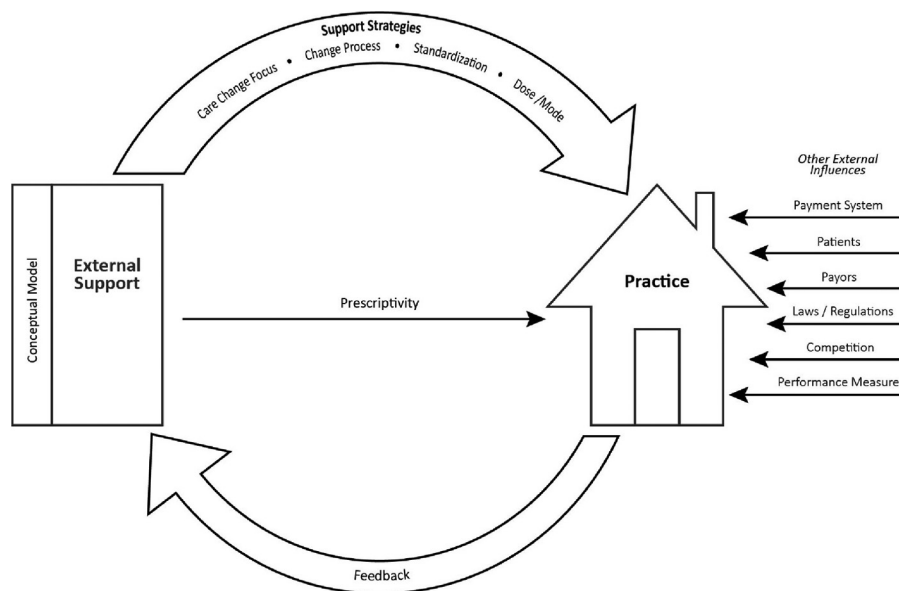 Support Strategies
Care Change Focus • Change Process • Standardization • Dose /Mode
Other External
Influences
Payment System
Patients
Payors
Laws / Regulations
Competition
Performance Measure
Conceptual Model
External
Support
Prescriptivity
Practice
Feedback